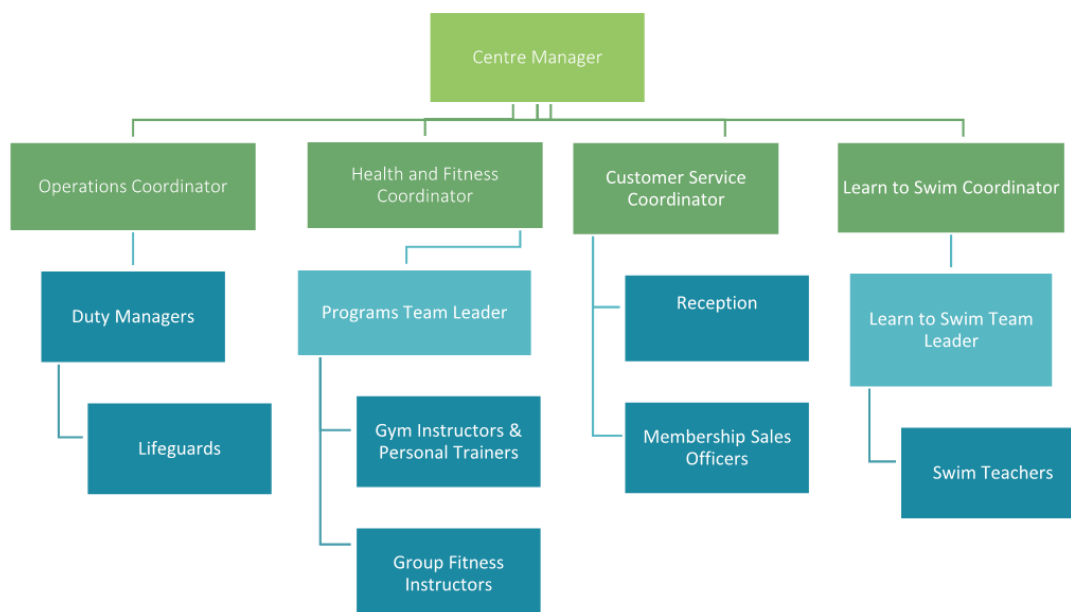 Centre Manager
Operations Coordinator
Health and Fitness
Coordinator
Customer Service
Coordinator
Learn to Swim Coordinator
Duty Managers
Programs Team Leader
Reception
Learn to Swim Team
Leader
Lifeguards
Gym Instructors &
Personal Trainers
Membership Sales
Officers
Swim Teachers
Group Fitness
Instructors